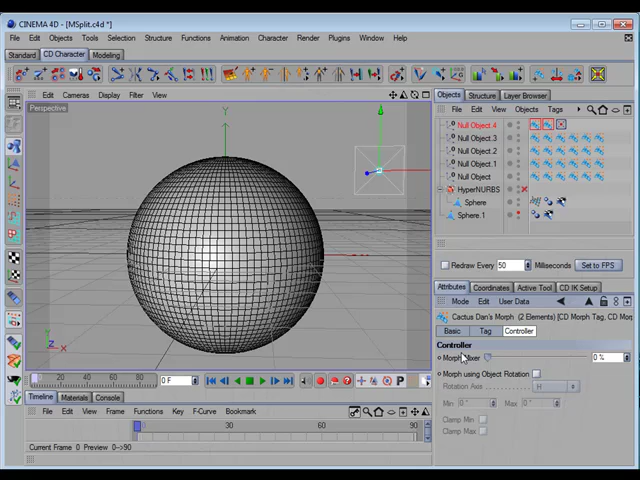 CINEMA 4D - [MSplit.c4d *]
File Edit Objects Tools Selection Structure Functions Character Render Plugins Window Help
Standard CD Character Modeling
Edit Cameras Display Filter View
Perspective
Y
Y
Z X
0 20 40 60 80 0 F
Timeline Materials Console
File Edit View Frame Functions Key F-Curve Bookmark
0 30 60 90
Current Frame 0 Preview 0-->90
Objects Structure Layer Browser
File Edit View Objects Tags
Null Object.4
Null Object.3
Null Object.2
Null Object.1
Null Object
HyperNURBS
Sphere
Sphere.1
Redraw Every 50 Milliseconds Set to FPS
Attributes Coordinates Active Tool CD IK Setup
Mode Edit User Data
Cactus Dan's Morph (2 Elements) [CD Morph Tag, CD Morph Tag,
Basic Tag Controller
Controller
Morph Mixer 0 %
Morph using Object Rotation
Rotation Axis H
Min 0 ° Max 0 °
Clamp Min
Clamp Max